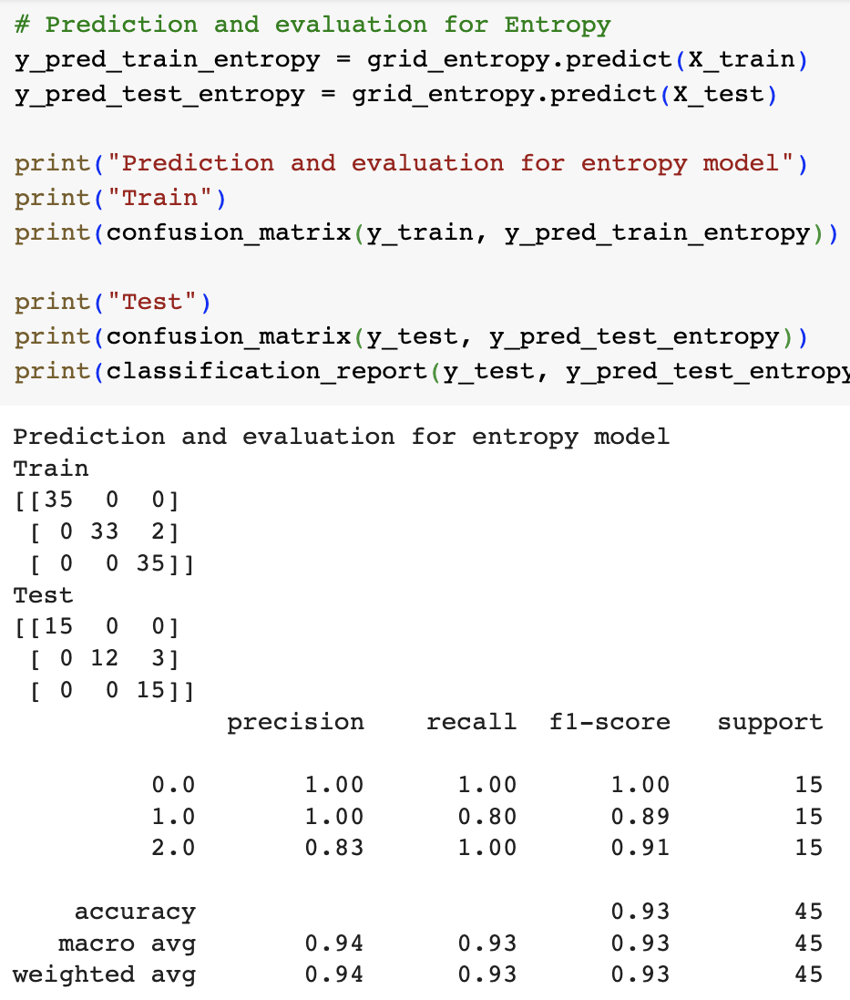 # Prediction and evaluation for Entropy
y_pred_train_entropy = grid_entropy.predict(X_train)
y_pred_test_entropy = grid_entropy.predict(X_test)

print("Prediction and evaluation for entropy model")
print("Train")
print(confusion_matrix(y_train, y_pred_train_entropy))

print("Test")
print(confusion_matrix(y_test, y_pred_test_entropy))
print(classification_report(y_test, y_pred_test_entropy

Prediction and evaluation for entropy model
Train
[[35  0  0]
 [ 0 33  2]
 [ 0  0 35]]
Test
[[15  0  0]
 [ 0 12  3]
 [ 0  0 15]]
              precision    recall  f1-score   support

         0.0       1.00      1.00      1.00        15
         1.0       1.00      0.80      0.89        15
         2.0       0.83      1.00      0.91        15

    accuracy                           0.93        45
   macro avg       0.94      0.93      0.93        45
weighted avg       0.94      0.93      0.93        45